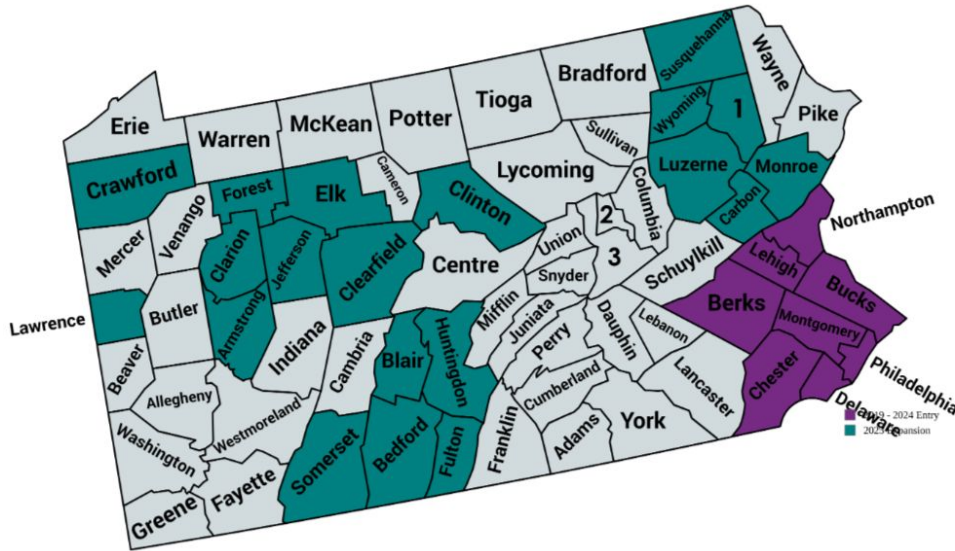 Susquehanna
Wayne
Bradford
Tioga
Potter
McKean
Warren
Erie
Pike
Wyoming
1
Sullivan
Lycoming
Cameron
Crawford
Forest
Elk
Clinton
Luzerne
Monroe
Columbia
Venango
Mercer
Clarion
Jefferson
Clearfield
Centre
Union
2
3
Carbon
Northampton
Snyder
Schuylkill
Lehigh
Bucks
Lawrence
Butler
Armstrong
Indiana
Mifflin
Juniata
Berks
Montgomery
Beaver
Cambria
Blair
Huntingdon
Perry
Dauphin
Lebanon
Allegheny
Cumberland
Lancaster
Chester
Philadelphia
Delaware
Westmoreland
Washington
Somerset
Bedford
Fulton
Franklin
Adams
York
Greene
Fayette
- 2024 Entry